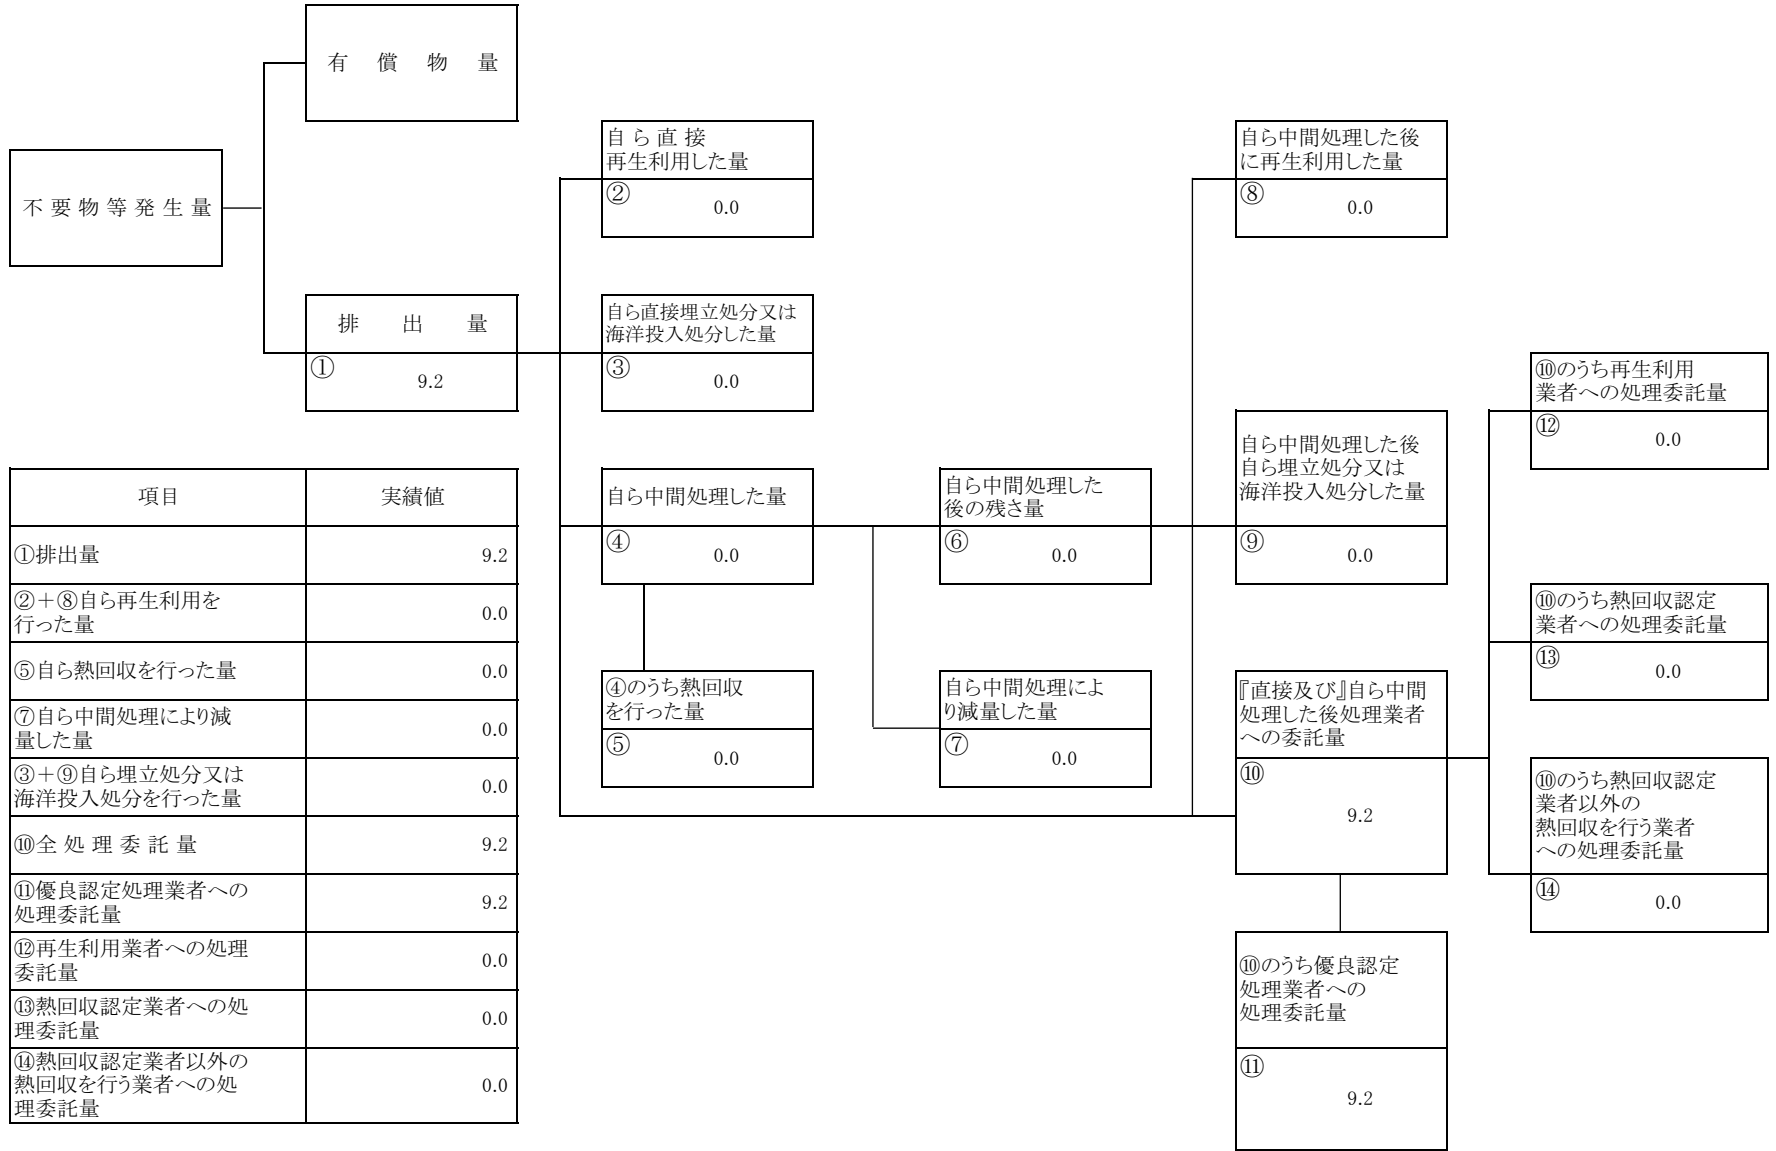 有償物量
不要物等発生量
排出量
①
9.2
自ら直接
再生利用した量
②
0.0
自ら直接埋立処分又は
海洋投入処分した量
③
0.0
自ら中間処理した量
④
0.0
④のうち熱回収
を行った量
⑤
0.0
自ら中間処理した
後の残さ量
⑥
0.0
自ら中間処理によ
り減量した量
⑦
0.0
自ら中間処理した後
に再生利用した量
⑧
0.0
自ら中間処理した後
自ら埋立処分又は
海洋投入処分した量
⑨
0.0
『直接及び』自ら中間
処理した後処理業者
への委託量
⑩
9.2
⑩のうち優良認定
処理業者への
処理委託量
⑪
9.2
⑩のうち再生利用
業者への処理委託量
⑫
0.0
⑩のうち熱回収認定
業者への処理委託量
⑬
0.0
⑩のうち熱回収認定
業者以外の
熱回収を行う業者
への処理委託量
⑭
0.0
項目 実績値
①排出量 9.2
②＋⑧自ら再生利用を
行った量 0.0
⑤自ら熱回収を行った量 0.0
⑦自ら中間処理により減
量した量 0.0
③＋⑨自ら埋立処分又は
海洋投入処分を行った量 0.0
⑩全処理委託量 9.2
⑪優良認定処理業者への
処理委託量 9.2
⑫再生利用業者への処理
委託量 0.0
⑬熱回収認定業者への処
理委託量 0.0
⑭熱回収認定業者以外の
熱回収を行う業者への処
理委託量 0.0